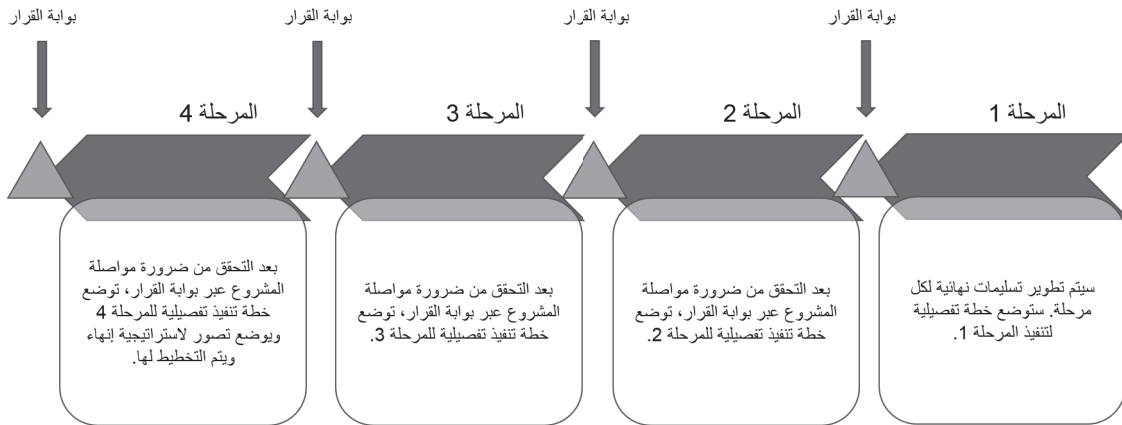 بوابة القرار
بوابة القرار
بوابة القرار
بوابة القرار
المرحلة 1
المرحلة 2
المرحلة 3
المرحلة 4
سيتم تطوير تسليمات نهائية لكل
مرحلة. ستوضع خطة تفصيلية
لتنفيذ المرحلة 1.
بعد التحقق من ضرورة مواصلة
المشروع عبر بوابة القرار، توضع
خطة تنفيذ تفصيلية للمرحلة 2.
بعد التحقق من ضرورة مواصلة
المشروع عبر بوابة القرار، توضع
خطة تنفيذ تفصيلية للمرحلة 3.
بعد التحقق من ضرورة مواصلة
المشروع عبر بوابة القرار، توضع
خطة تنفيذ تفصيلية للمرحلة 4
ويوضع تصور لاستراتيجية إنهاء
ويتم التخطيط لها.